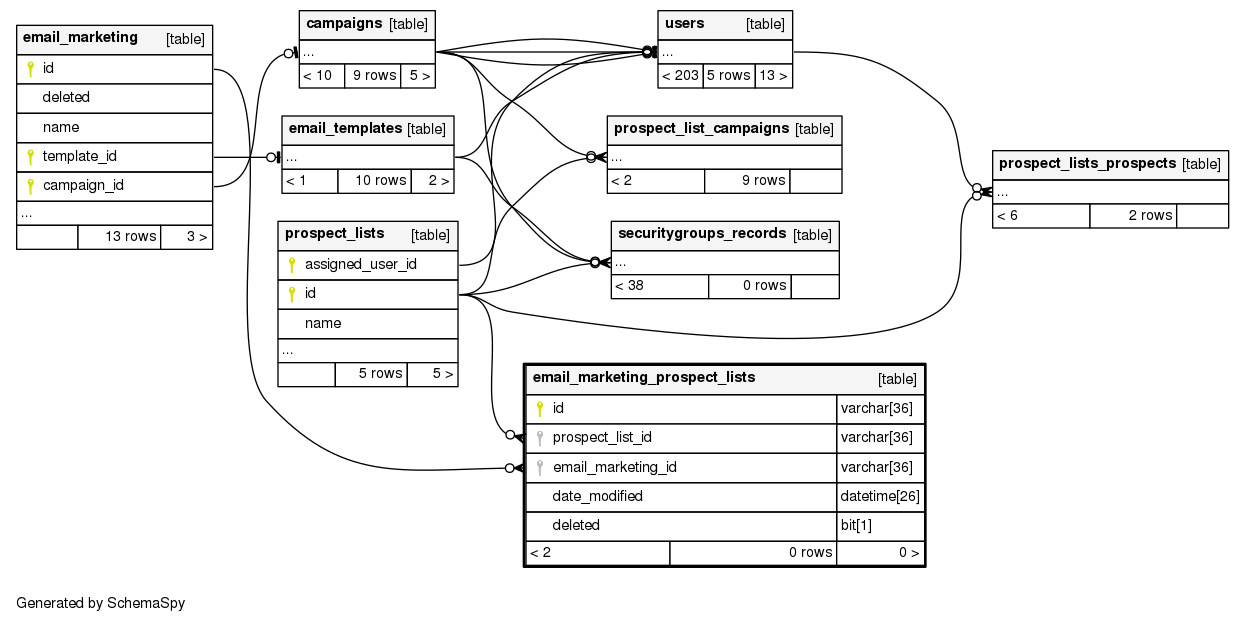 email_marketing [table]
id
deleted
name
template_id
campaign_id
...
13 rows 3 >
campaigns [table]
...
< 10 9 rows 5 >
users [table]
...
< 203 5 rows 13 >
email_templates [table]
...
< 1 10 rows 2 >
prospect_list_campaigns [table]
...
< 2 9 rows
prospect_lists_prospects [table]
...
< 6 2 rows
prospect_lists [table]
assigned_user_id
id
name
...
5 rows 5 >
securitygroups_records [table]
...
< 38 0 rows
email_marketing_prospect_lists [table]
id varchar[36]
prospect_list_id varchar[36]
email_marketing_id varchar[36]
date_modified datetime[26]
deleted bit[1]
< 2 0 rows 0 >
Generated by SchemaSpy